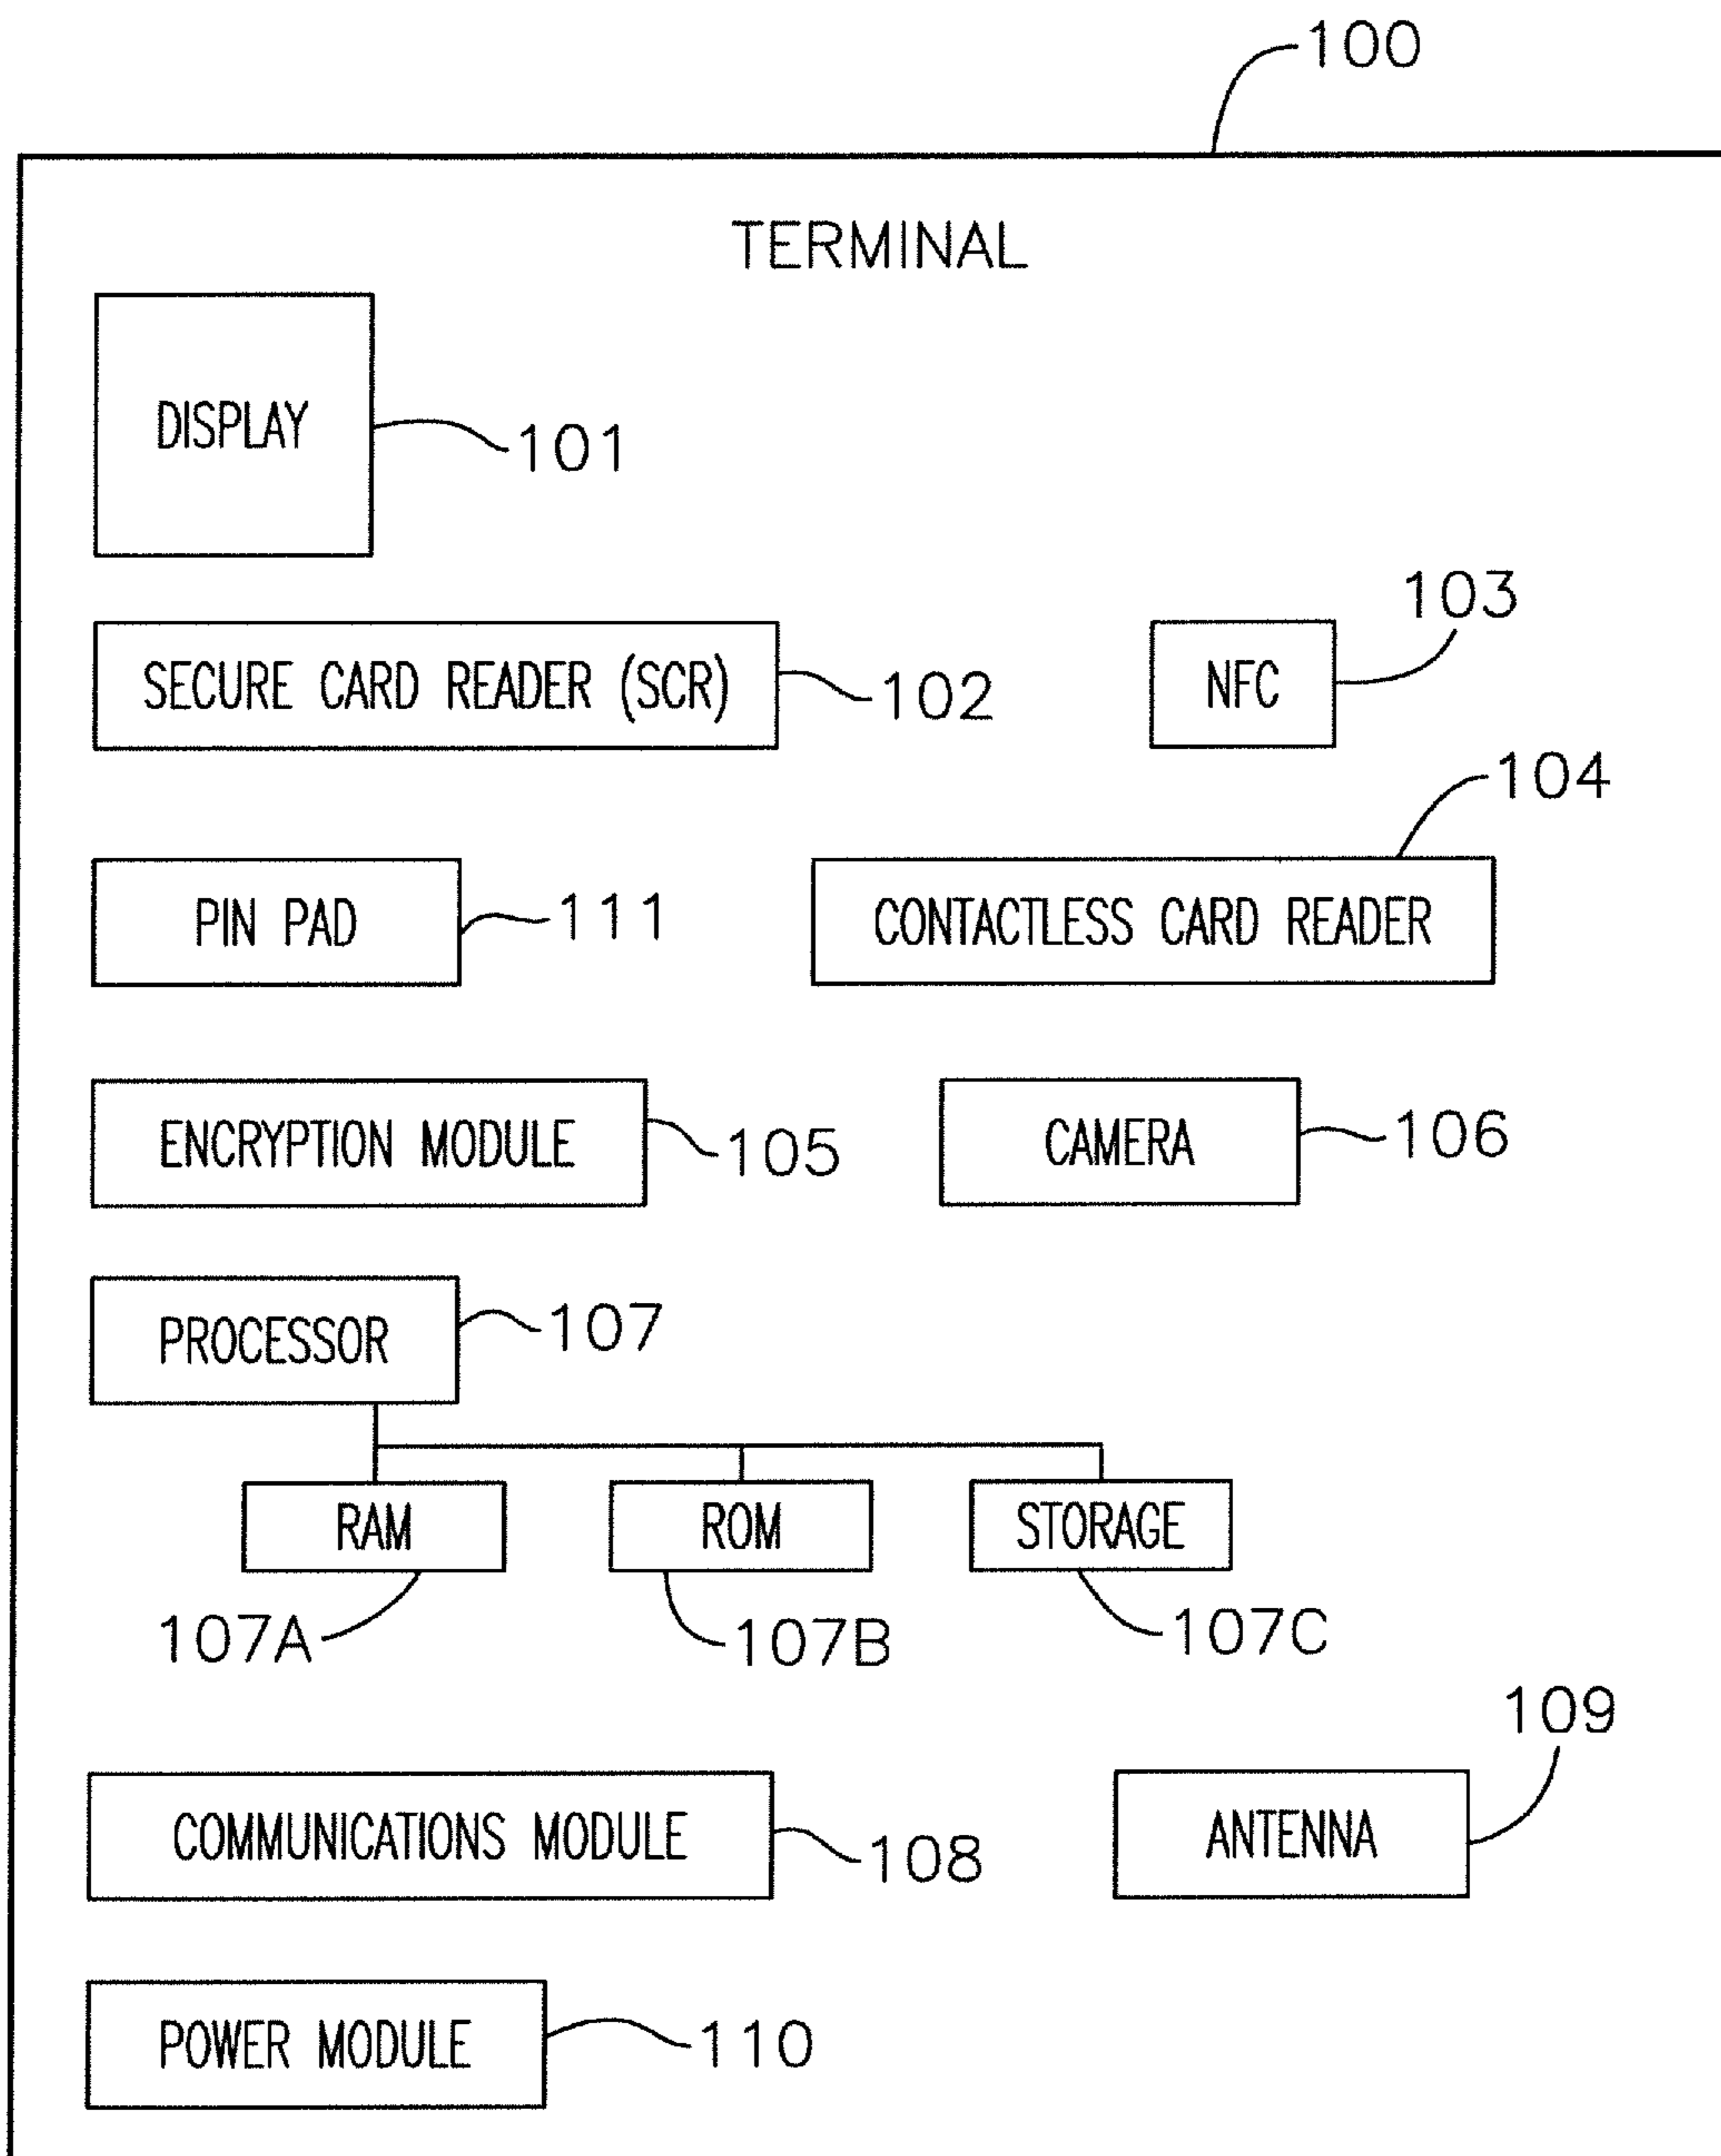 100
TERMINAL
DISPLAY
101
SECURE CARD READER (SCR)
102
NFC
103
104
PIN PAD
111
CONTACTLESS CARD READER
ENCRYPTION MODULE
105
CAMERA
106
PROCESSOR
107
RAM
ROM
STORAGE
107A
107B
107C
109
COMMUNICATIONS MODULE
108
ANTENNA
POWER MODULE
110